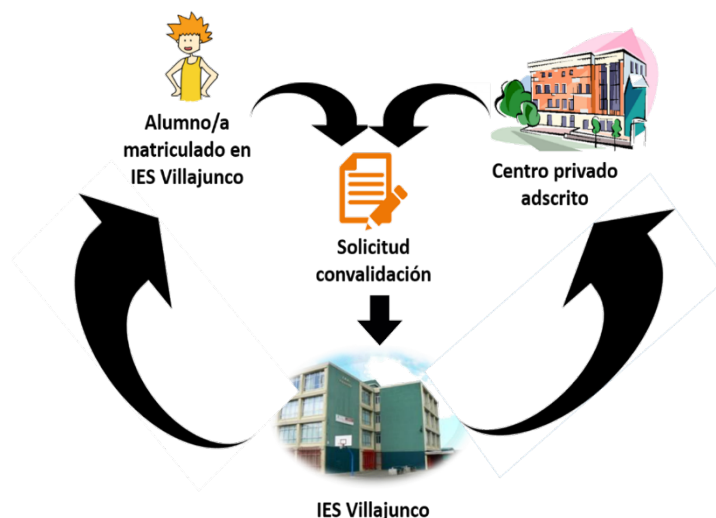 Alumno/a
matriculado en
IES Villajunco
Centro privado
adscrito
Solicitud
convalidación
IES Villajunco